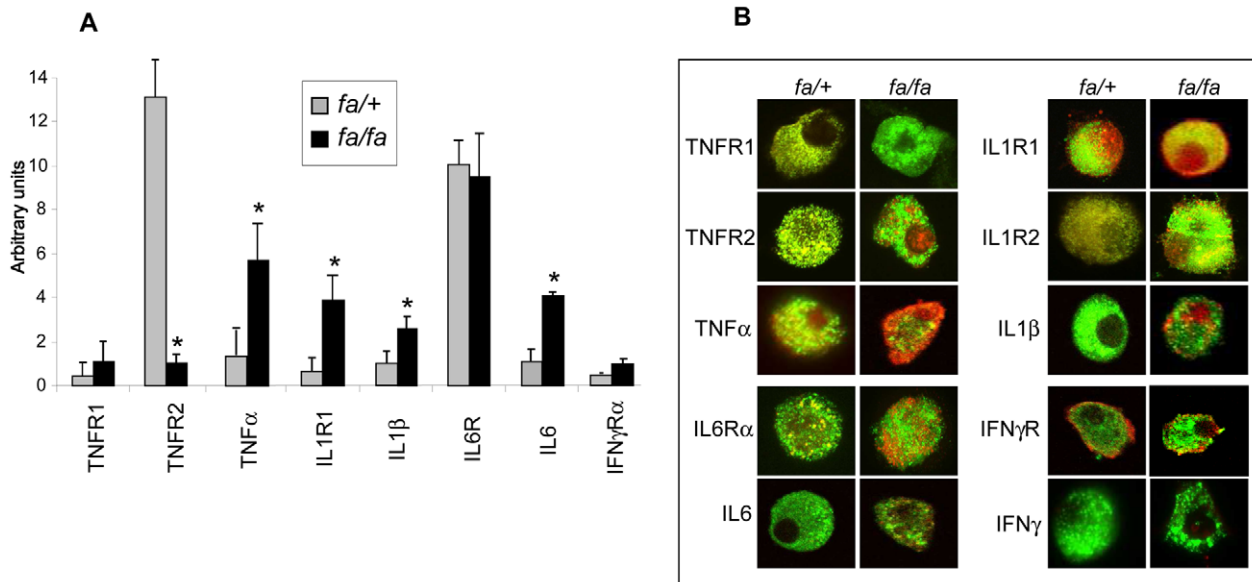 A
Arbitrary units
14
12
10
8
6
4
2
0
fa/+
fa/fa
*
*
*
*
*
TNFR1
TNFR2
TNFα
IL1R1
IL1β
IL6R
IL6
IFNγRα
B
fa/+ fa/fa
TNFR1
TNFR2
TNFα
IL6Rα
IL6
fa/+ fa/fa
IL1R1
IL1R2
IL1β
IFNγR
IFNγ